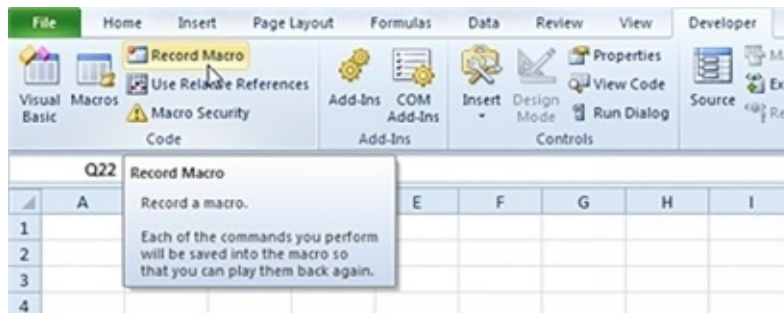 File Home Insert Page Layout Formulas Data Review View Developer
Visual Basic
Macros
Record Macro
Use Relative References
Macro Security
Code
Add-Ins
COM Add-Ins
Add-Ins
Insert
Design Mode
Properties
View Code
Run Dialog
Controls
Source
Ex
Re
Q22
Record Macro
Record a macro.
Each of the commands you perform
will be saved into the macro so
that you can play them back again.
A E F G H I
1
2
3
4